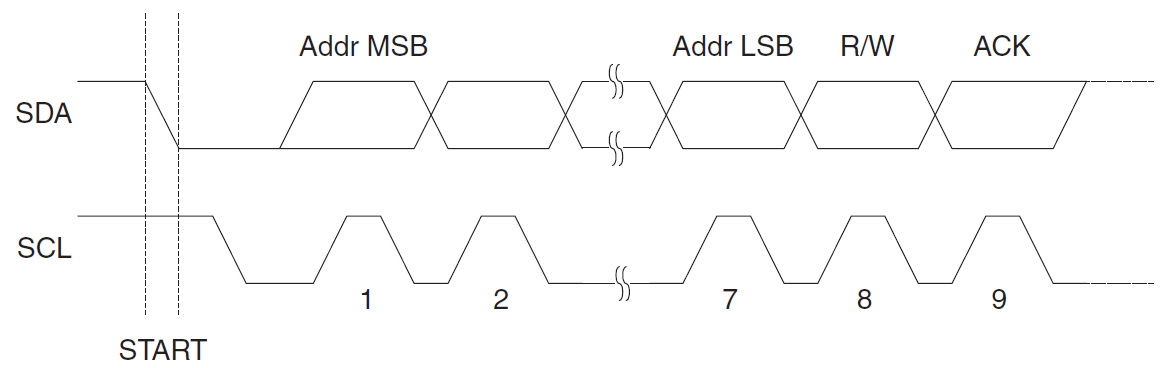 Addr MSB Addr LSB R/W ACK
SDA
SCL
1 2 7 8 9
START